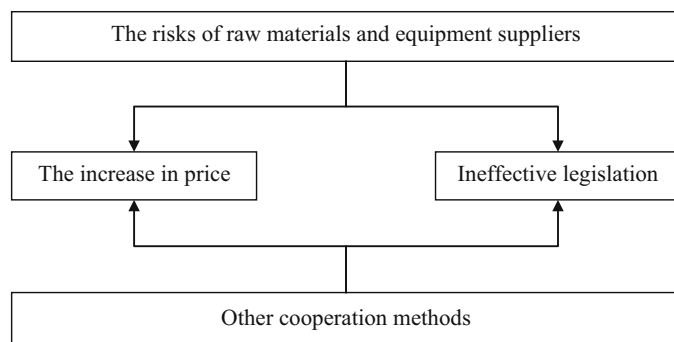 The risks of raw materials and equipment suppliers
The increase in price
Ineffective legislation
Other cooperation methods